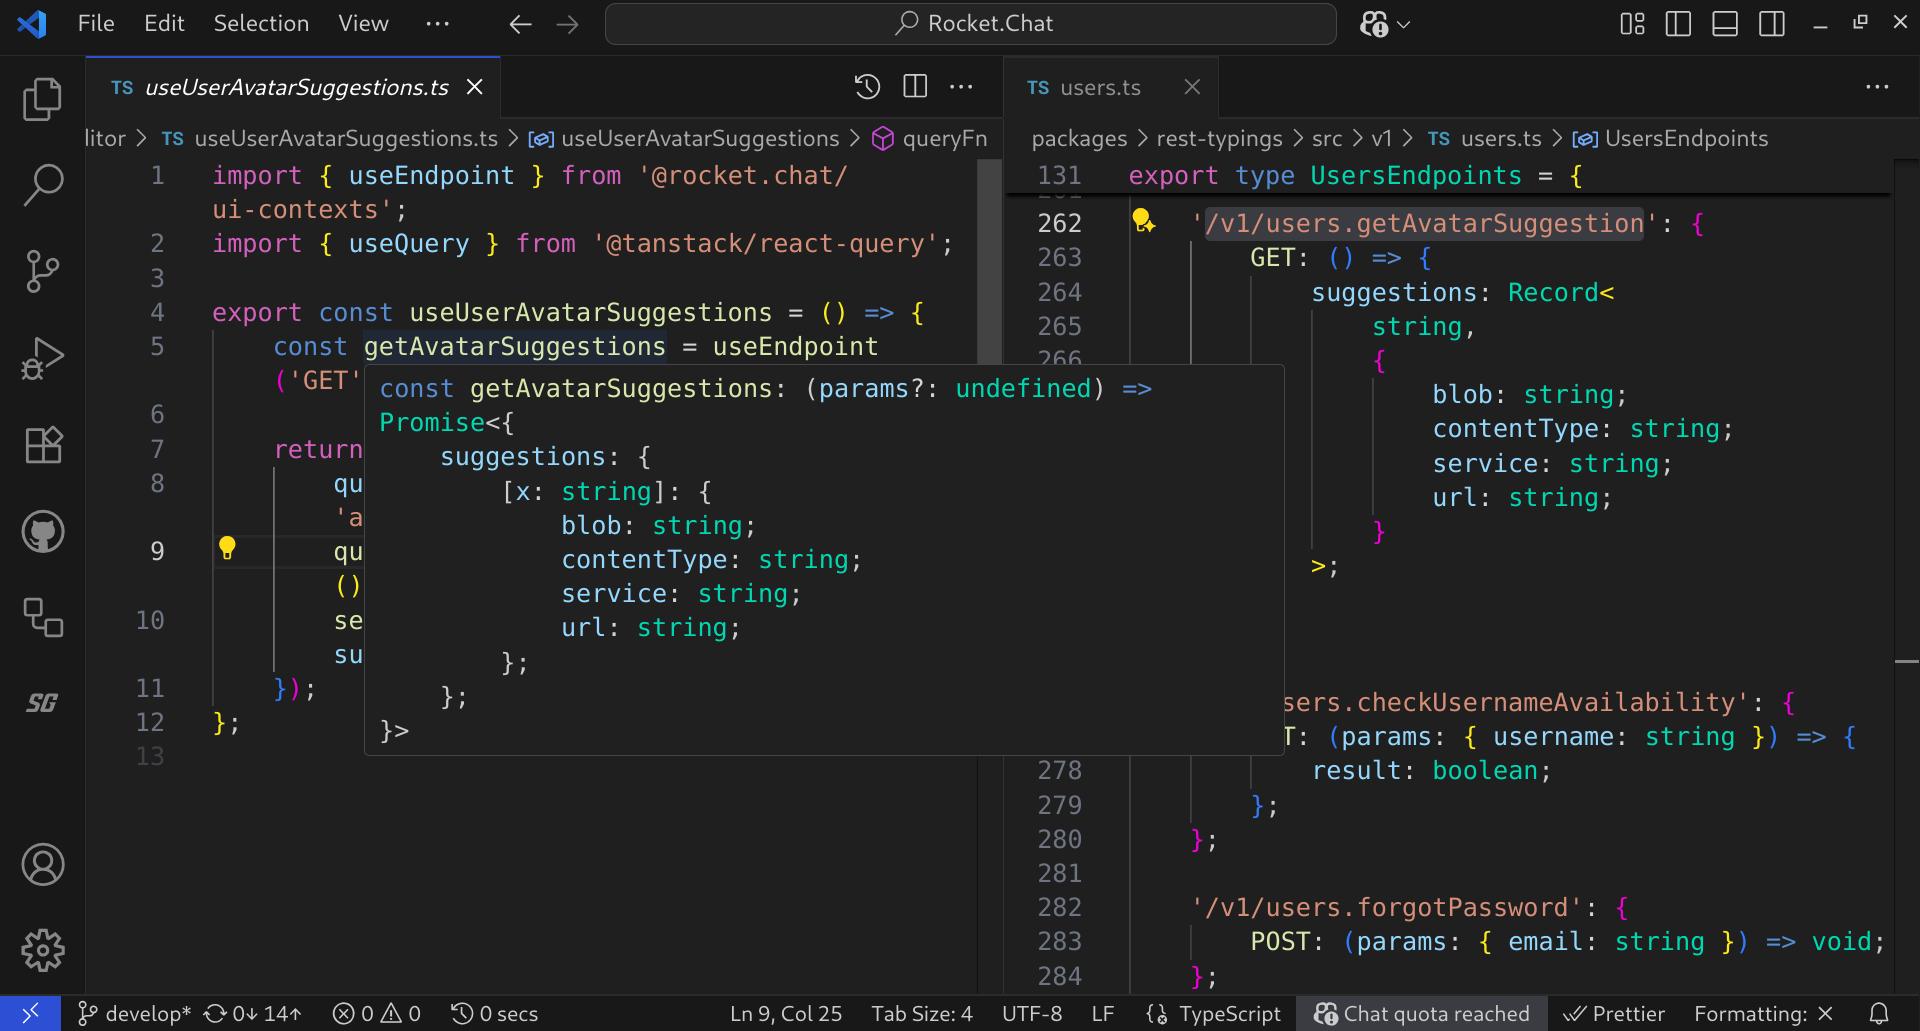 File Edit Selection View ··· Rocket.Chat
TS useUserAvatarSuggestions.ts
TS users.ts
litor > TS useUserAvatarSuggestions.ts > useUserAvatarSuggestions > queryFn
packages > rest-typings > src > v1 > TS users.ts > UsersEndpoints
1 import { useEndpoint } from '@rocket.chat/
ui-contexts';
2 import { useQuery } from '@tanstack/react-query';
3
4 export const useUserAvatarSuggestions = () => {
5 const getAvatarSuggestions = useEndpoint
('GET'
6
7 return
8 qu
'a
9 qu
()
10 se
su
11 });
12 };
13
const getAvatarSuggestions: (params?: undefined) =>
Promise<{
suggestions: {
[x: string]: {
blob: string;
contentType: string;
service: string;
url: string;
};
};
}>
131 export type UsersEndpoints = {
262 '/v1/users.getAvatarSuggestion': {
263 GET: () => {
264 suggestions: Record<
265 string,
266 {
blob: string;
contentType: string;
service: string;
url: string;
}
>;
sers.checkUsernameAvailability': {
T: (params: { username: string }) => {
278 result: boolean;
279 };
280 };
281
282 '/v1/users.forgotPassword': {
283 POST: (params: { email: string }) => void;
284 };
SG
develop* 0↓ 14↑ 0 0 0 secs Ln 9, Col 25 Tab Size: 4 UTF-8 LF TypeScript Chat quota reached Prettier Formatting: ×